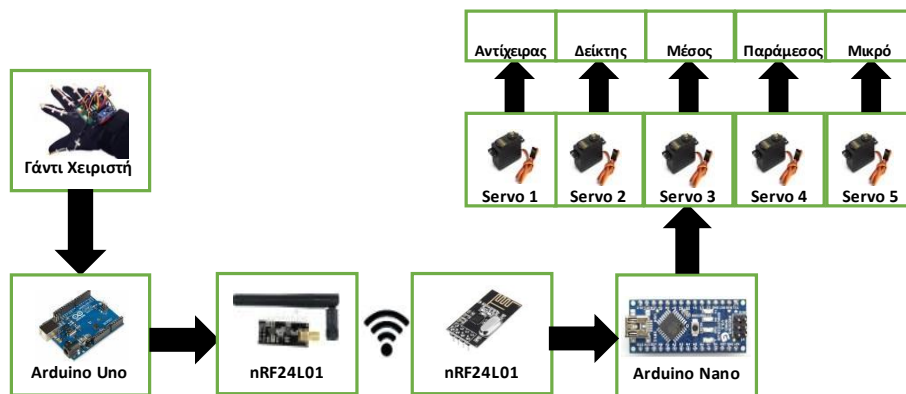 Αντίχειρας Δείκτης Μέσος Παράμεσος Μικρό
Γάντι Χειριστή
Servo 1 Servo 2 Servo 3 Servo 4 Servo 5
Arduino Uno nRF24L01 nRF24L01 Arduino Nano